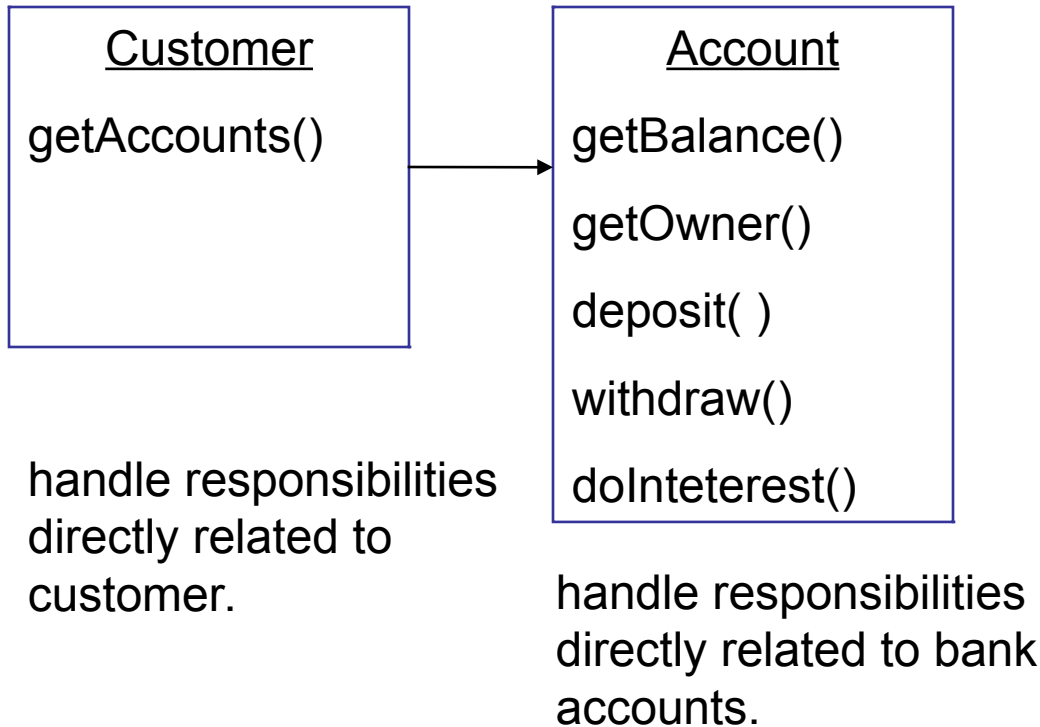 Customer
getAccounts()
handle responsibilities
directly related to
customer.
Account
getBalance()
getOwner()
deposit( )
withdraw()
doInteterest()
handle responsibilities
directly related to bank
accounts.